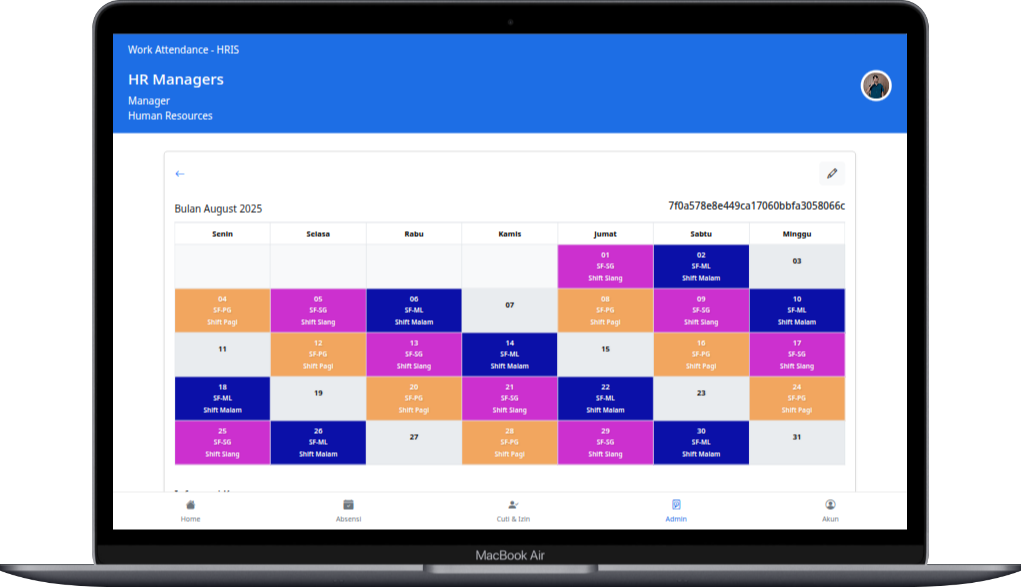 Work Attendance - HRIS
HR Managers
Manager
Human Resources
Bulan August 2025
7f0a578e8e449ca17060bbfa3058066c
Senin Selasa Rabu Kamis Jumat Sabtu Minggu
01 02 03
SF-SG SF-ML
Shift Siang Shift Malam
04 05 06 07 08 09 10
SF-PG SF-SG SF-ML SF-PG SF-SG SF-ML
Shift Pagi Shift Siang Shift Malam Shift Pagi Shift Siang Shift Malam
11 12 13 14 15 16 17
SF-PG SF-SG SF-ML SF-PG SF-SG
Shift Pagi Shift Siang Shift Malam Shift Pagi Shift Siang
18 19 20 21 22 23 24
SF-ML SF-PG SF-SG SF-ML SF-PG
Shift Malam Shift Pagi Shift Siang Shift Malam Shift Pagi
25 26 27 28 29 30 31
SF-SG SF-ML SF-PG SF-SG SF-ML
Shift Siang Shift Malam Shift Pagi Shift Siang Shift Malam
Home Absensi Cuti & Izin Admin Akun
MacBook Air